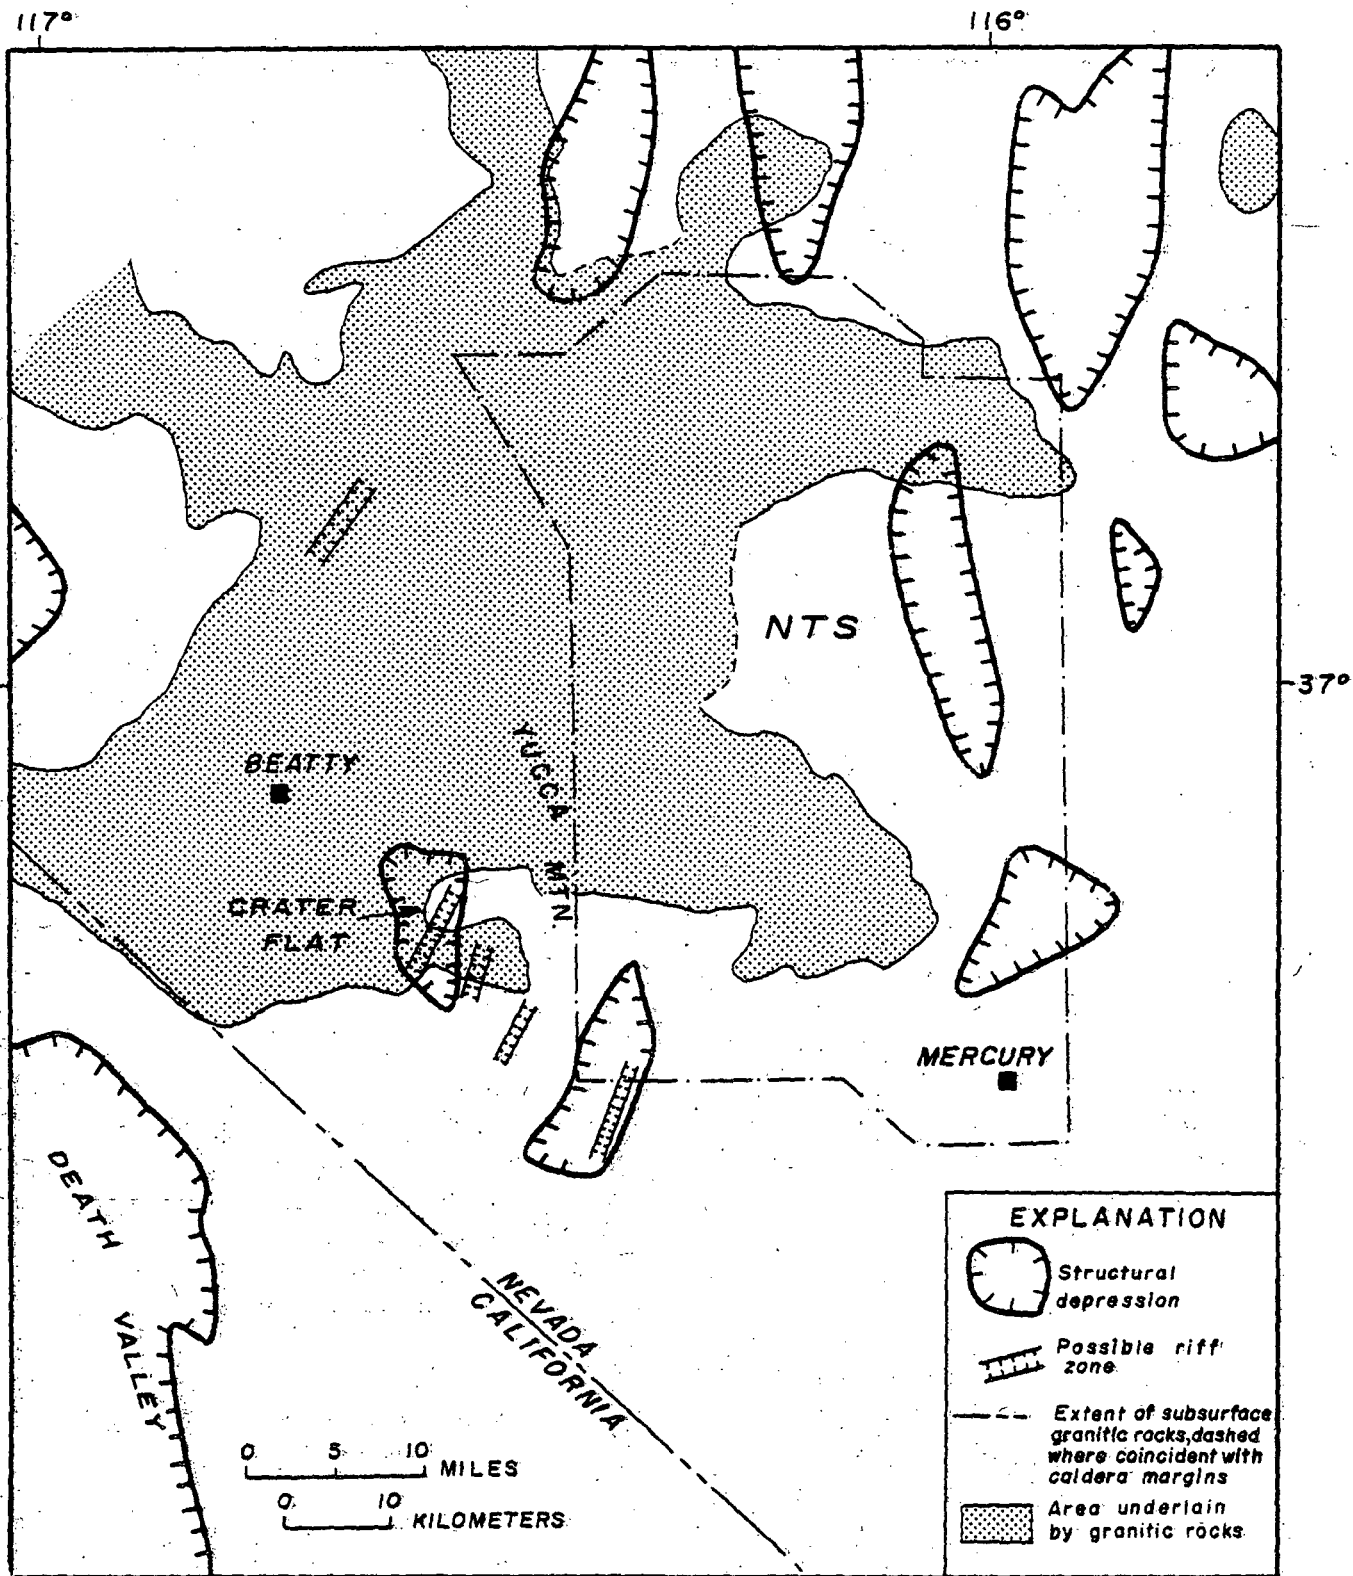 117°
116°
NTS
37°
BEATTY
YUCCA MTN.
CRATER
FLAT
MERCURY
DEATH
VALLEY
NEVADA
CALIFORNIA
0 5 10
MILES
0 10
KILOMETERS
EXPLANATION
Structural
depression
Possible riff
zone
Extent of subsurface
granitic rocks, dashed
where coincident with
caldera margins
Area underlain
by granitic rocks